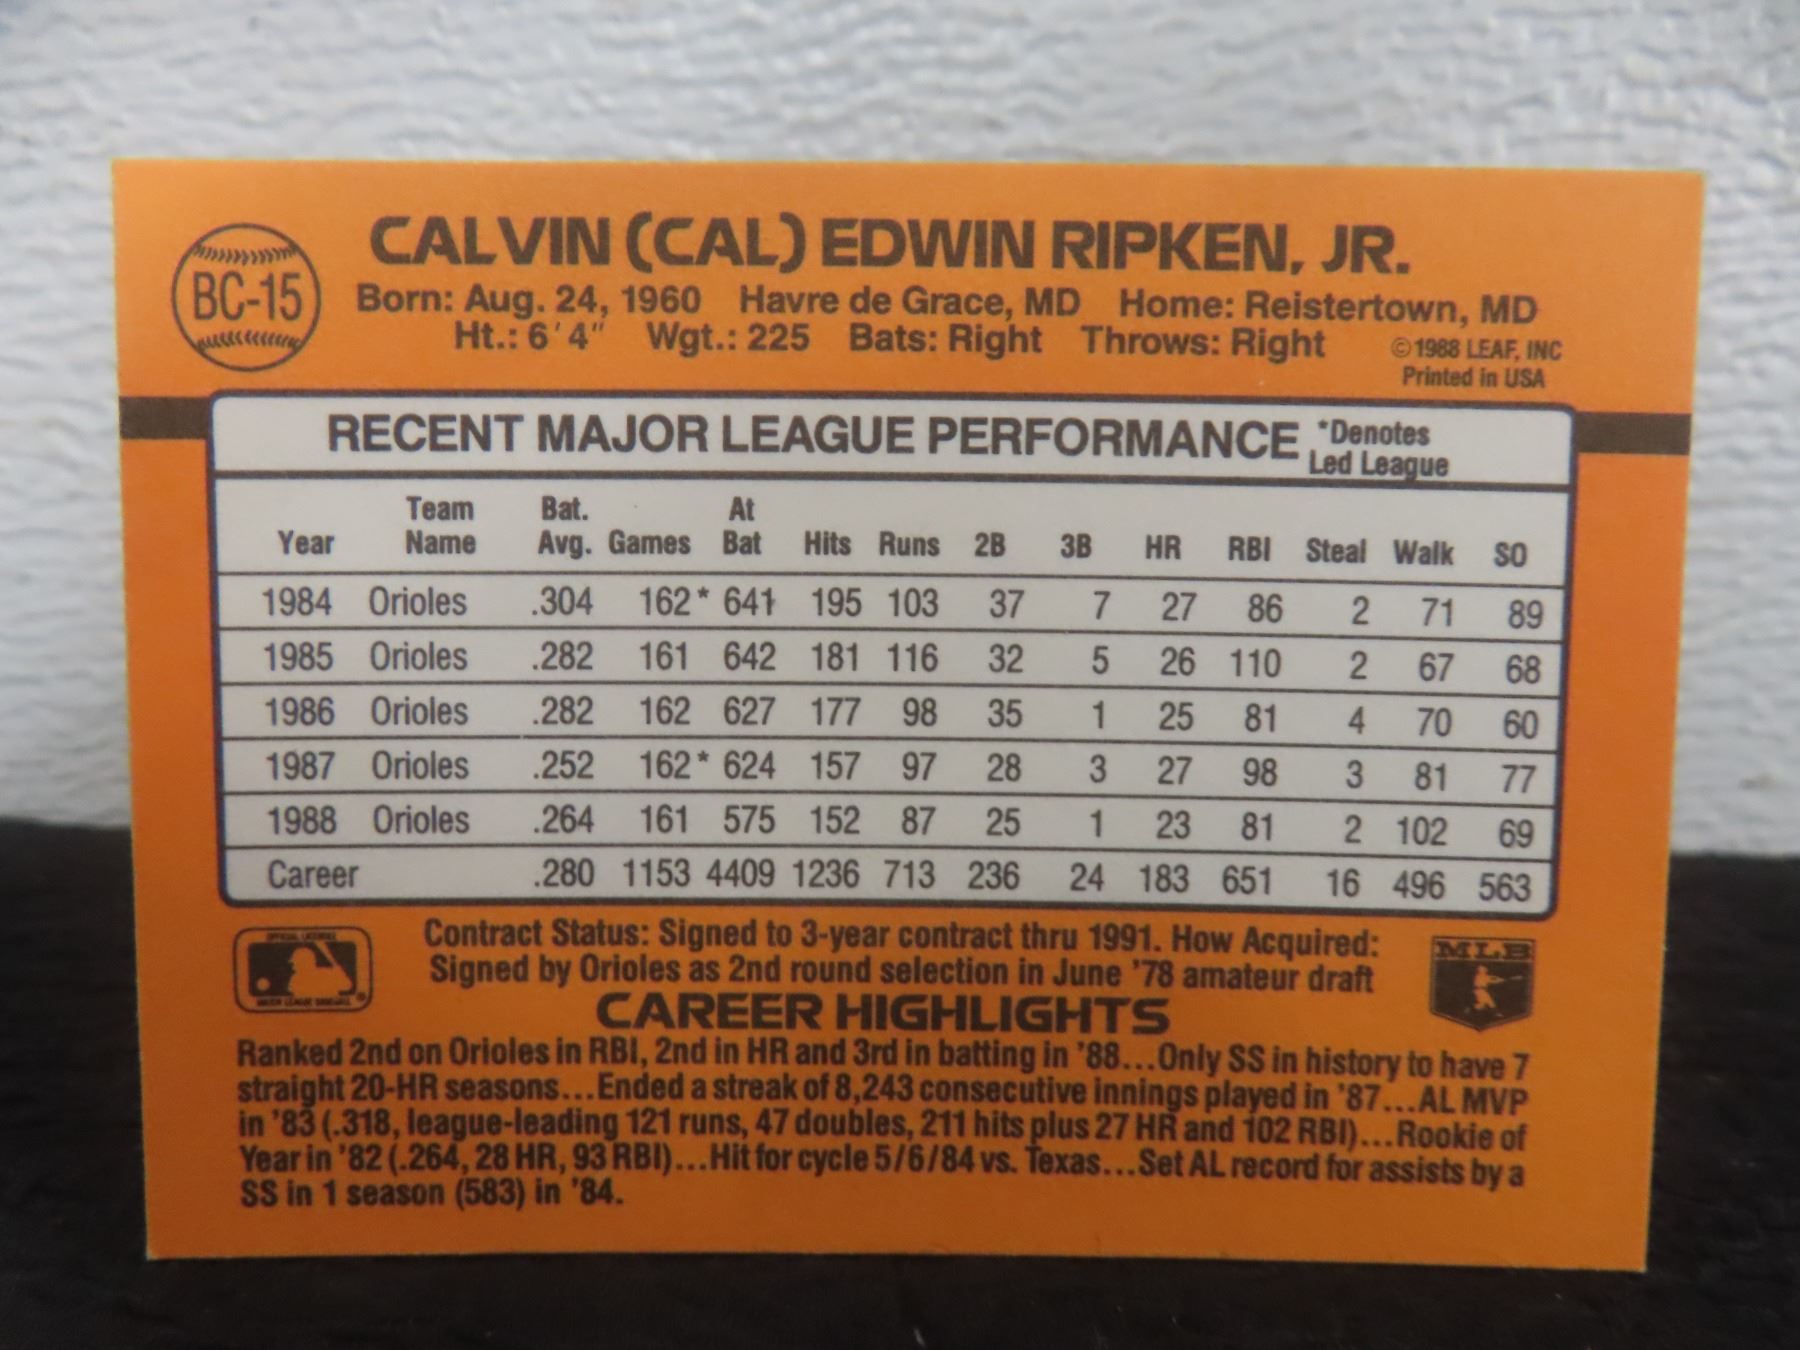 BC-15
CALVIN (CAL) EDWIN RIPKEN, JR.
Born: Aug. 24, 1960 Havre de Grace, MD Home: Reistertown, MD
Ht.: 6'4" Wgt.: 225 Bats: Right Throws: Right
©1988 LEAF, INC
Printed in USA
RECENT MAJOR LEAGUE PERFORMANCE *Denotes Led League
Year Team Name Bat. Avg. Games At Bat Hits Runs 2B 3B HR RBI Steal Walk SO
1984 Orioles .304 162* 641 195 103 37 7 27 86 2 71 89
1985 Orioles .282 161 642 181 116 32 5 26 110 2 67 68
1986 Orioles .282 162 627 177 98 35 1 25 81 4 70 60
1987 Orioles .252 162* 624 157 97 28 3 27 98 3 81 77
1988 Orioles .264 161 575 152 87 25 1 23 81 2 102 69
Career .280 1153 4409 1236 713 236 24 183 651 16 496 563
Contract Status: Signed to 3-year contract thru 1991. How Acquired:
Signed by Orioles as 2nd round selection in June '78 amateur draft
MLB
CAREER HIGHLIGHTS
Ranked 2nd on Orioles in RBI, 2nd in HR and 3rd in batting in '88...Only SS in history to have 7
straight 20-HR seasons...Ended a streak of 8,243 consecutive innings played in '87...AL MVP
in '83 (.318, league-leading 121 runs, 47 doubles, 211 hits plus 27 HR and 102 RBI)...Rookie of
Year in '82 (.264, 28 HR, 93 RBI)...Hit for cycle 5/6/84 vs. Texas...Set AL record for assists by a
SS in 1 season (583) in '84.